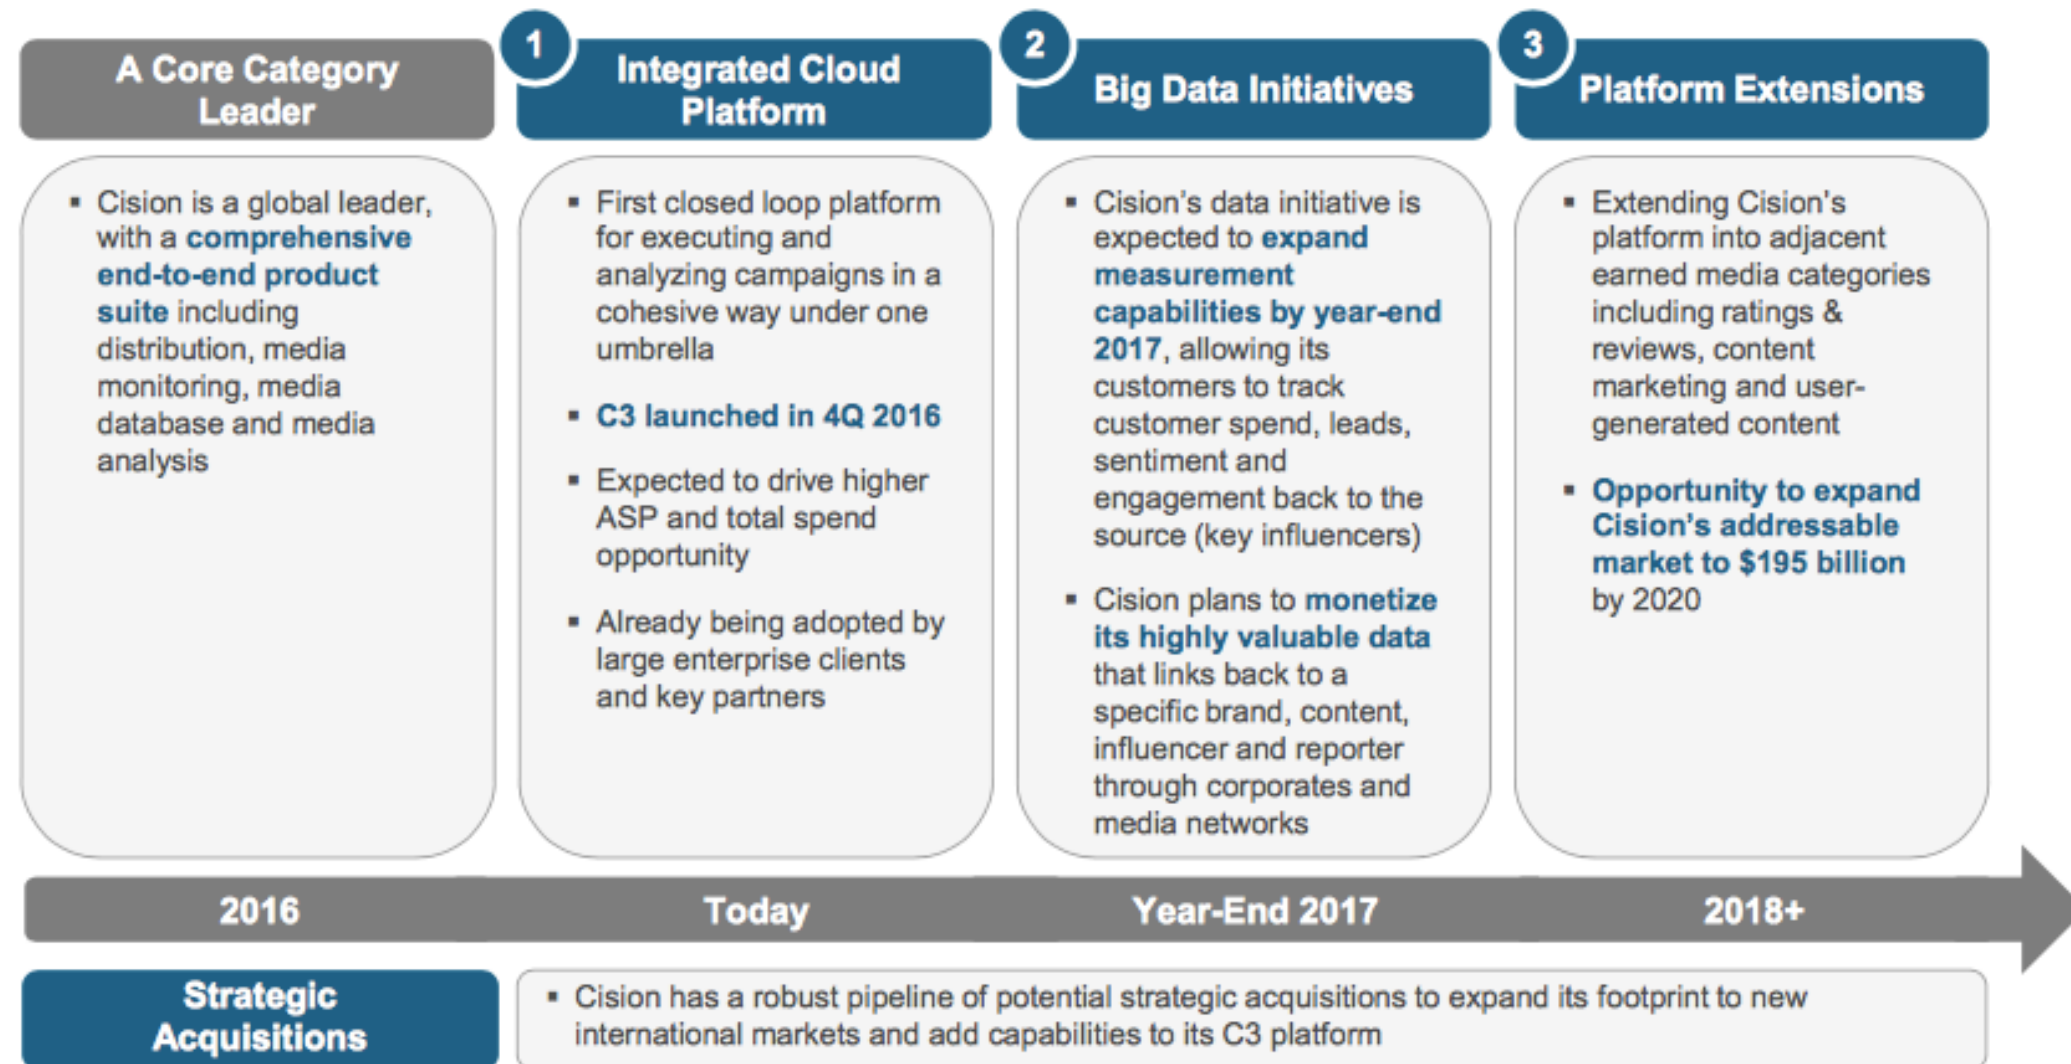 A Core Category
Leader
▪ Cision is a global leader,
with a comprehensive
end-to-end product
suite including
distribution, media
monitoring, media
database and media
analysis
1
Integrated Cloud
Platform
▪ First closed loop platform
for executing and
analyzing campaigns in a
cohesive way under one
umbrella
▪ C3 launched in 4Q 2016
▪ Expected to drive higher
ASP and total spend
opportunity
▪ Already being adopted by
large enterprise clients
and key partners
2
Big Data Initiatives
▪ Cision’s data initiative is
expected to expand
measurement
capabilities by year-end
2017, allowing its
customers to track
customer spend, leads,
sentiment and
engagement back to the
source (key influencers)
▪ Cision plans to monetize
its highly valuable data
that links back to a
specific brand, content,
influencer and reporter
through corporates and
media networks
3
Platform Extensions
▪ Extending Cision’s
platform into adjacent
earned media categories
including ratings &
reviews, content
marketing and user-
generated content
▪ Opportunity to expand
Cision’s addressable
market to $195 billion
by 2020
2016
Today
Year-End 2017
2018+
Strategic
Acquisitions
▪ Cision has a robust pipeline of potential strategic acquisitions to expand its footprint to new
international markets and add capabilities to its C3 platform